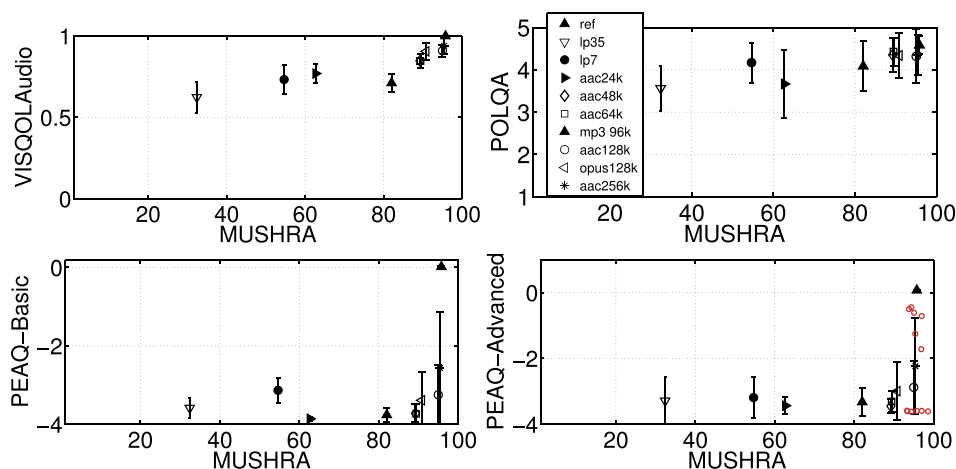 VISQOLAudio
1
0.5
0
20 40 60 80 100
MUSHRA
POLQA
5
4
3
2
1
20 40 60 80 100
MUSHRA
ref
lp35
lp7
aac24k
aac48k
aac64k
mp3 96k
aac128k
opus128k
aac256k
PEAQ−Basic
0
−2
−4
20 40 60 80 100
MUSHRA
PEAQ−Advanced
0
−2
−4
20 40 60 80 100
MUSHRA